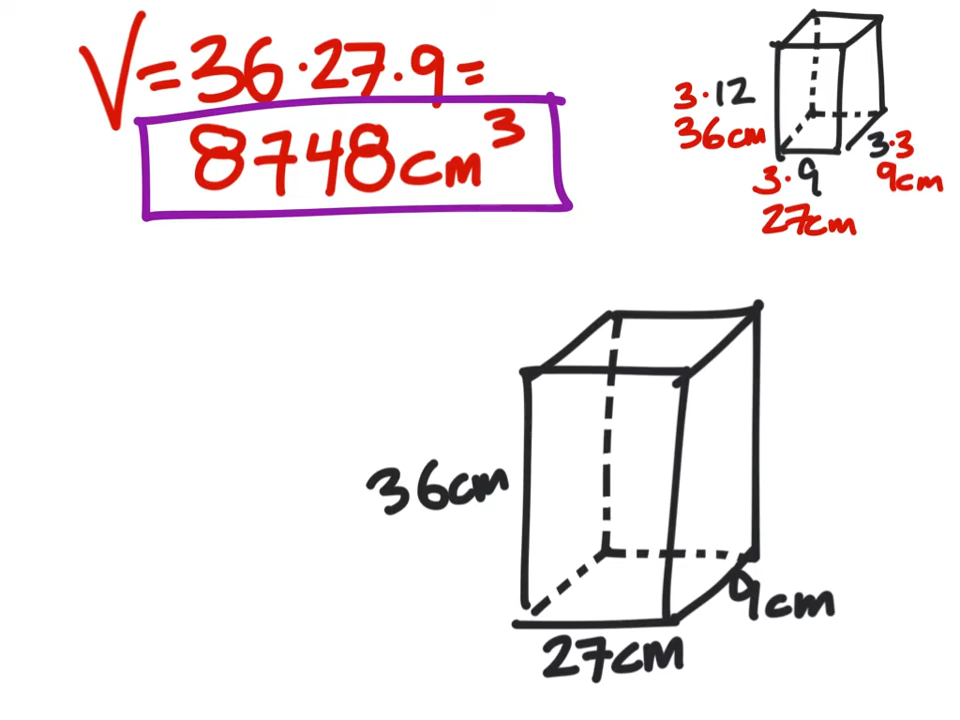 V = 36 · 27 · 9 =
8748cm³
3 · 12
36cm
3 · 3
9cm
3 · 9
27cm
36cm
9cm
27cm